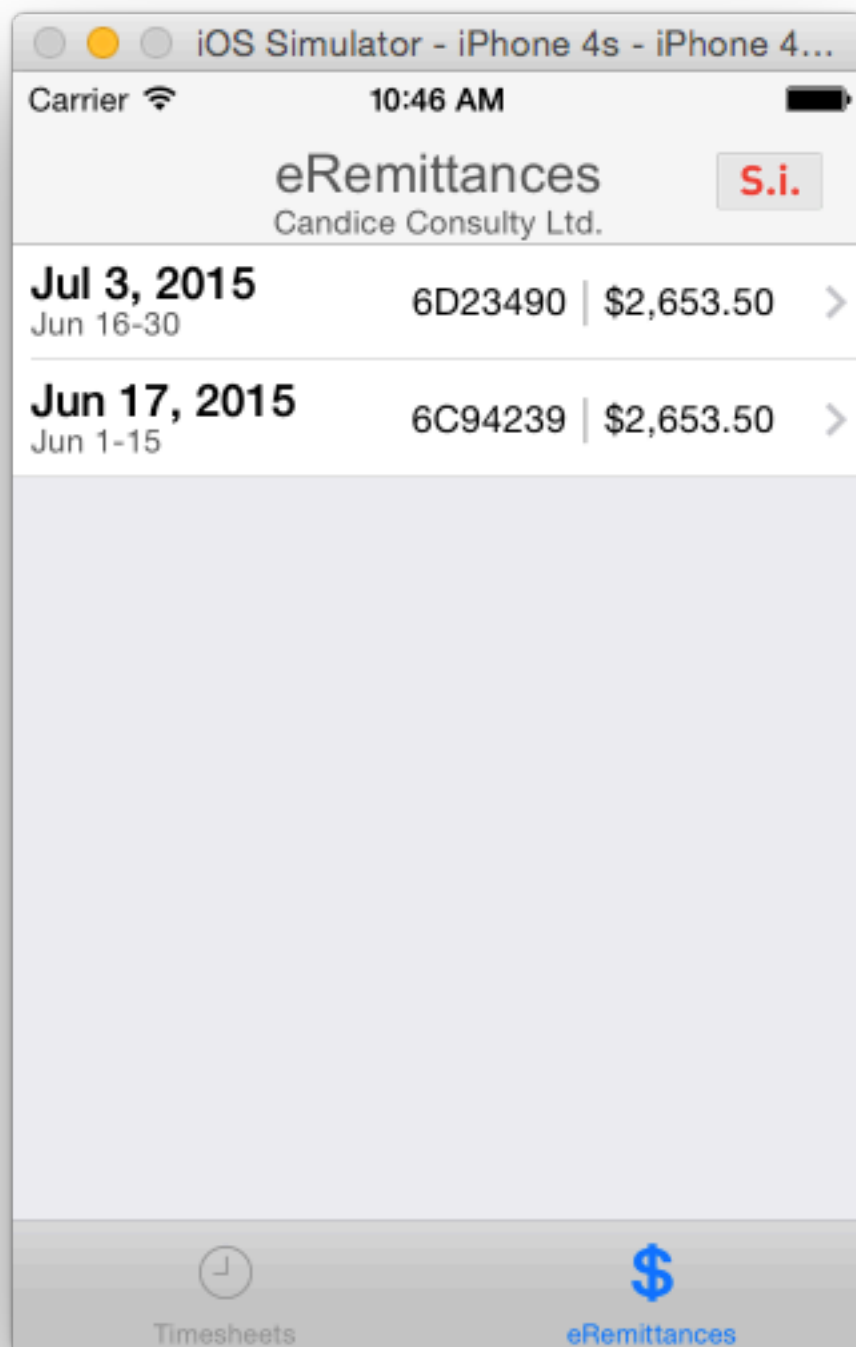 iOS Simulator - iPhone 4s - iPhone 4...
Carrier 10:46 AM
eRemittances
S.i.
Candice Consulty Ltd.
Jul 3, 2015
6D23490 | $2,653.50
Jun 16-30
Jun 17, 2015
6C94239 | $2,653.50
Jun 1-15
$
Timesheets eRemittances